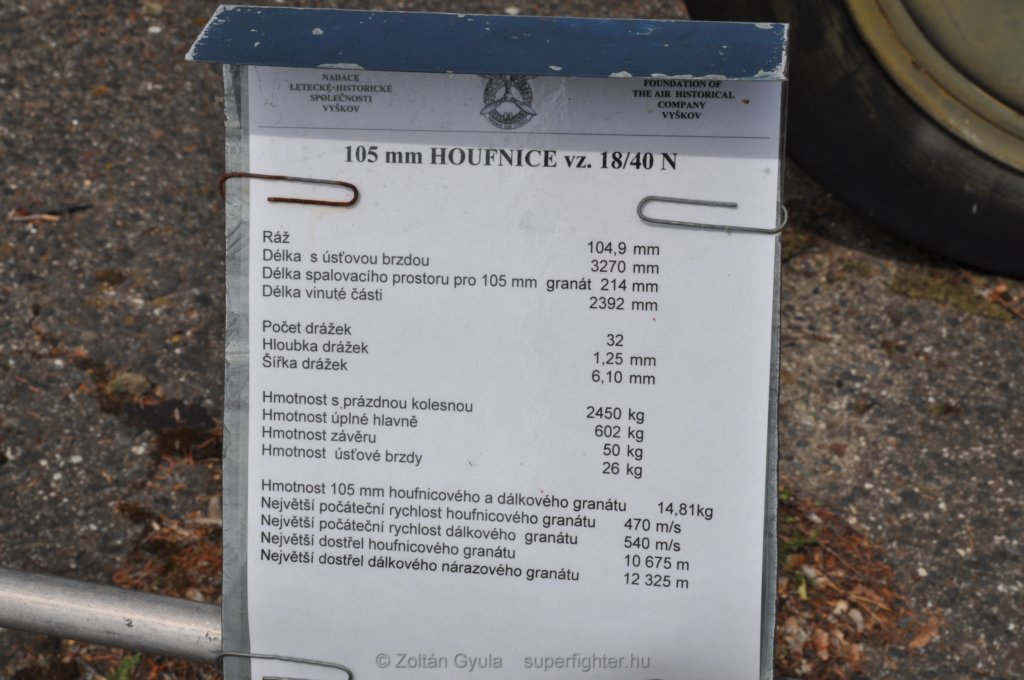 NADACE
LETECKÉ-HISTORICKÉ
SPOLEČNOSTI
VYŠKOV
FOUNDATION OF
THE AIR HISTORICAL
COMPANY
VYŠKOV
105 mm HOUFNICE vz. 18/40 N
Ráž 104,9 mm
Délka s úsťovou brzdou 3270 mm
Délka spalovacího prostoru pro 105 mm granát 214 mm
Délka vinuté části 2392 mm
Počet drážek 32
Hloubka drážek 1,25 mm
Šířka drážek 6,10 mm
Hmotnost s prázdnou kolesnou 2450 kg
Hmotnost úplné hlavně 602 kg
Hmotnost závěru 50 kg
Hmotnost úsťové brzdy 26 kg
Hmotnost 105 mm houfnicového a dálkového granátu 14,81kg
Největší počáteční rychlost houfnicového granátu 470 m/s
Největší počáteční rychlost dálkového granátu 540 m/s
Největší dostřel houfnicového granátu 10 675 m
Největší dostřel dálkového nárazového granátu 12 325 m
© Zoltán Gyula superfighter.hu